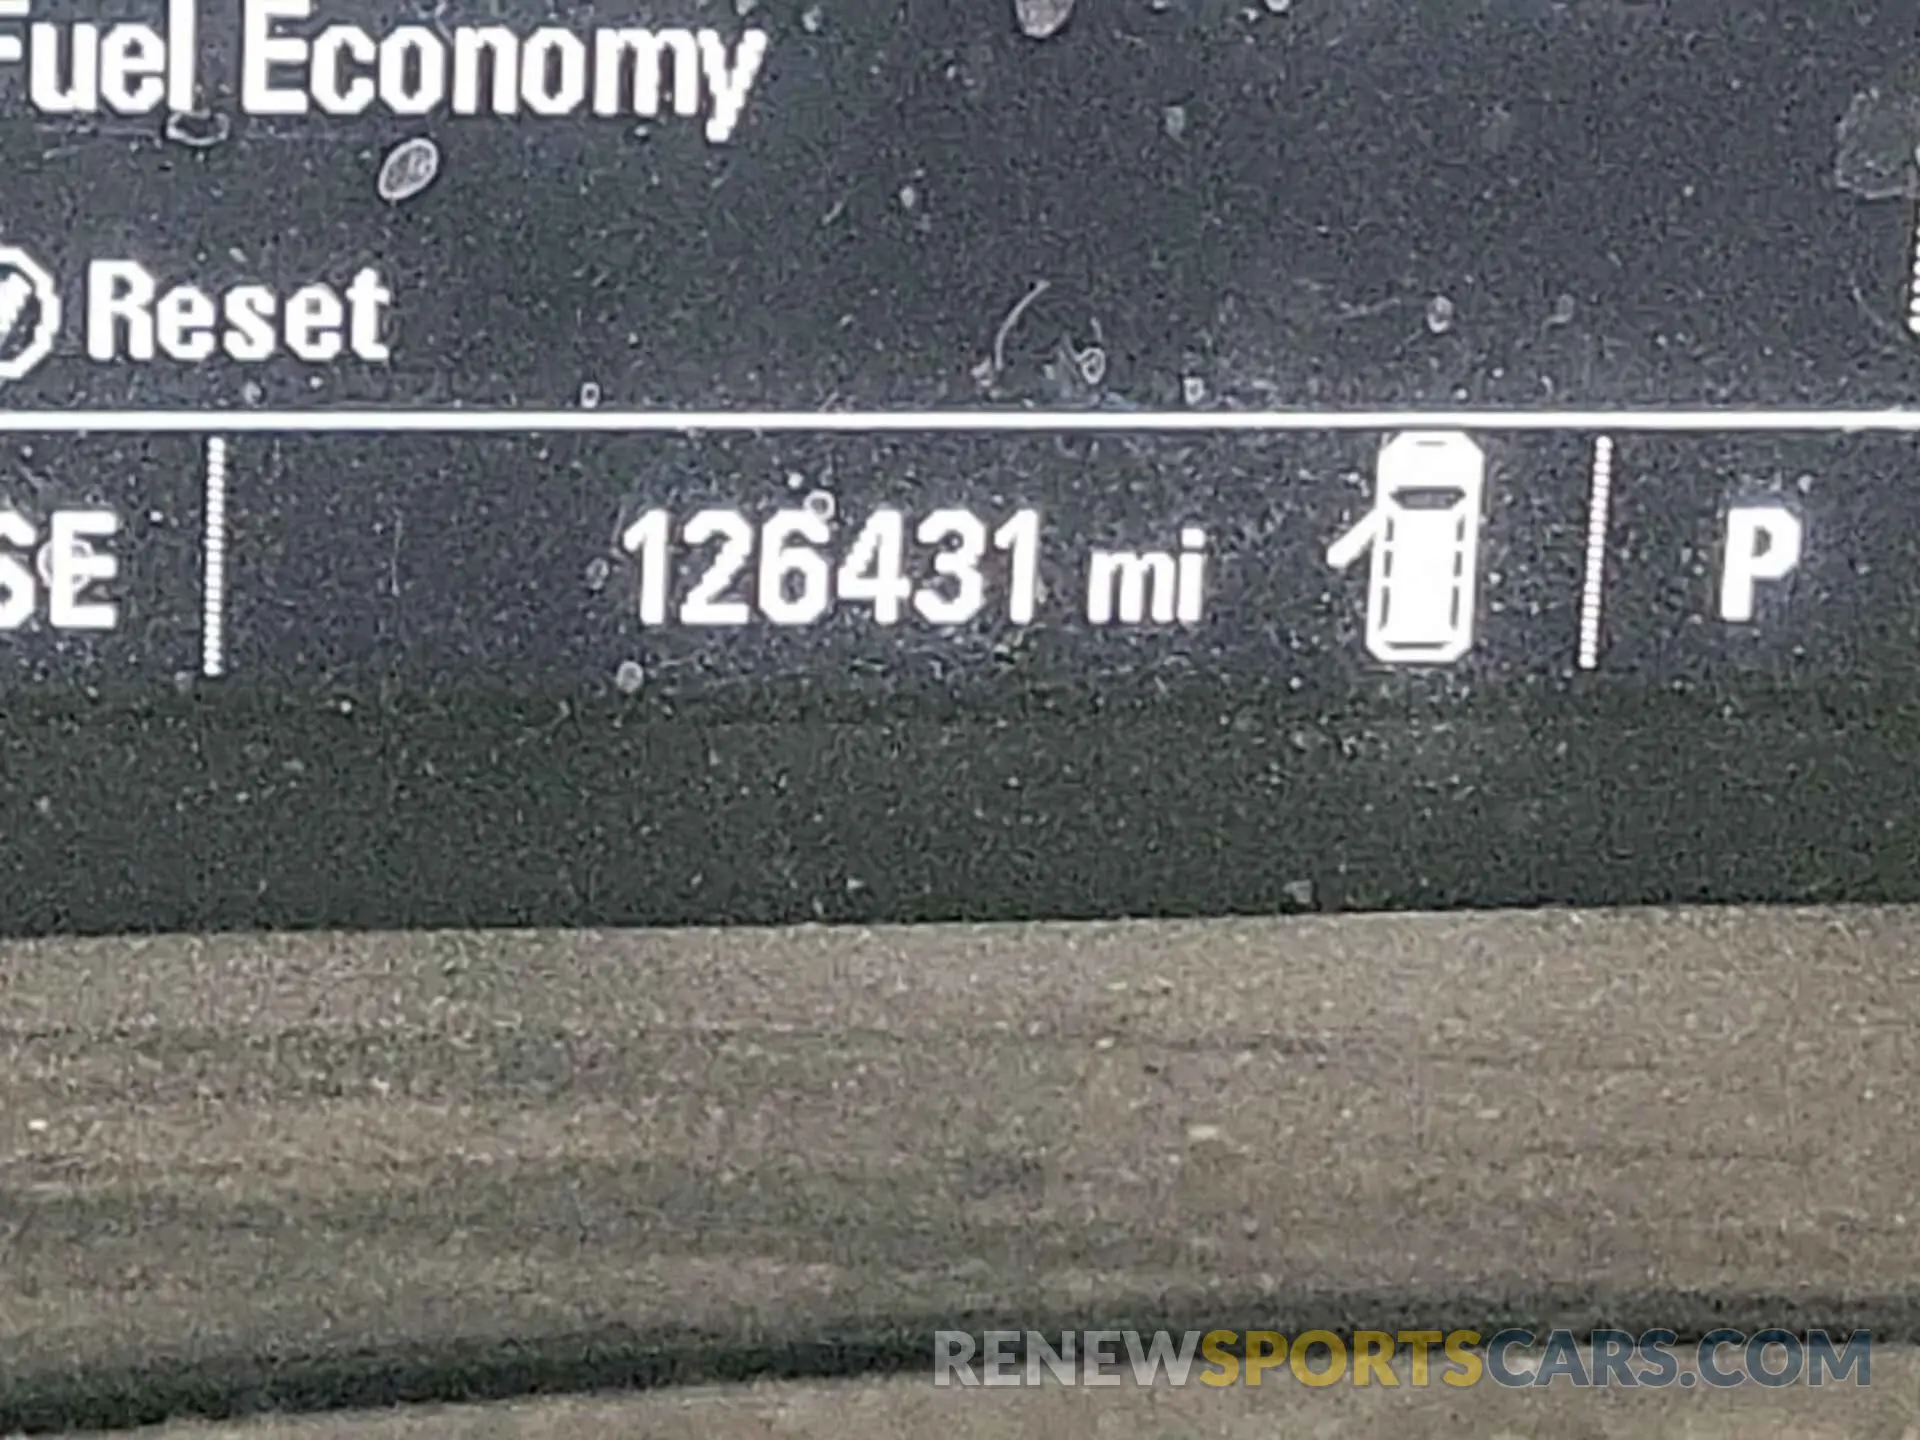 Fuel Economy
Reset
SE 126431 mi P
RENEWSPORTSCARS.COM